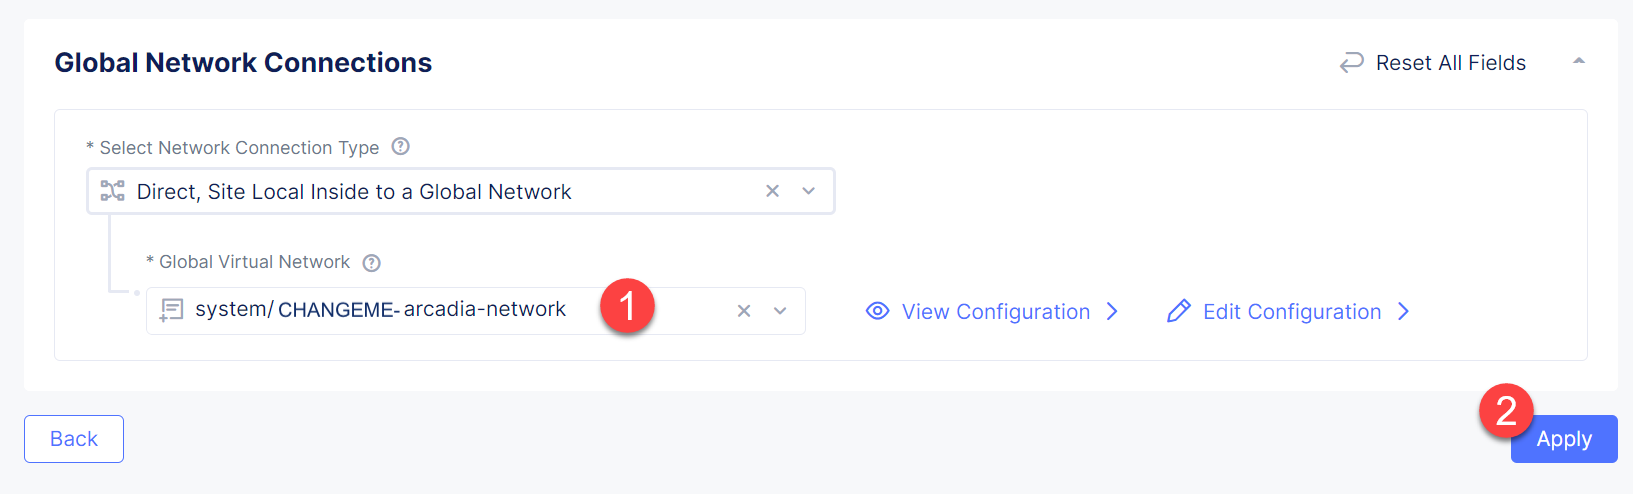 Global Network Connections
Reset All Fields
* Select Network Connection Type ?
Direct, Site Local Inside to a Global Network
* Global Virtual Network ?
system/ CHANGEME- arcadia-network
1
View Configuration
Edit Configuration
2
Back
Apply